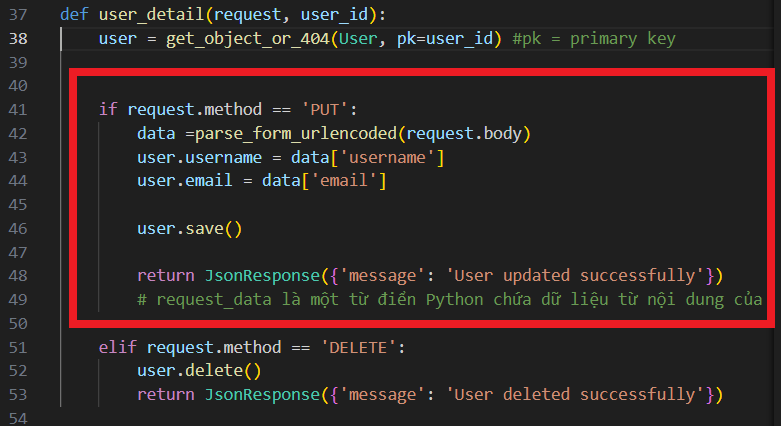 37 def user_detail(request, user_id):
38 user = get_object_or_404(User, pk=user_id) #pk = primary key
39
40
41 if request.method == 'PUT':
42 data =parse_form_urlencoded(request.body)
43 user.username = data['username']
44 user.email = data['email']
45
46 user.save()
47
48 return JsonResponse({'message': 'User updated successfully'})
49 # request_data là một từ điển Python chứa dữ liệu từ nội dung của
50
51 elif request.method == 'DELETE':
52 user.delete()
53 return JsonResponse({'message': 'User deleted successfully'})
54